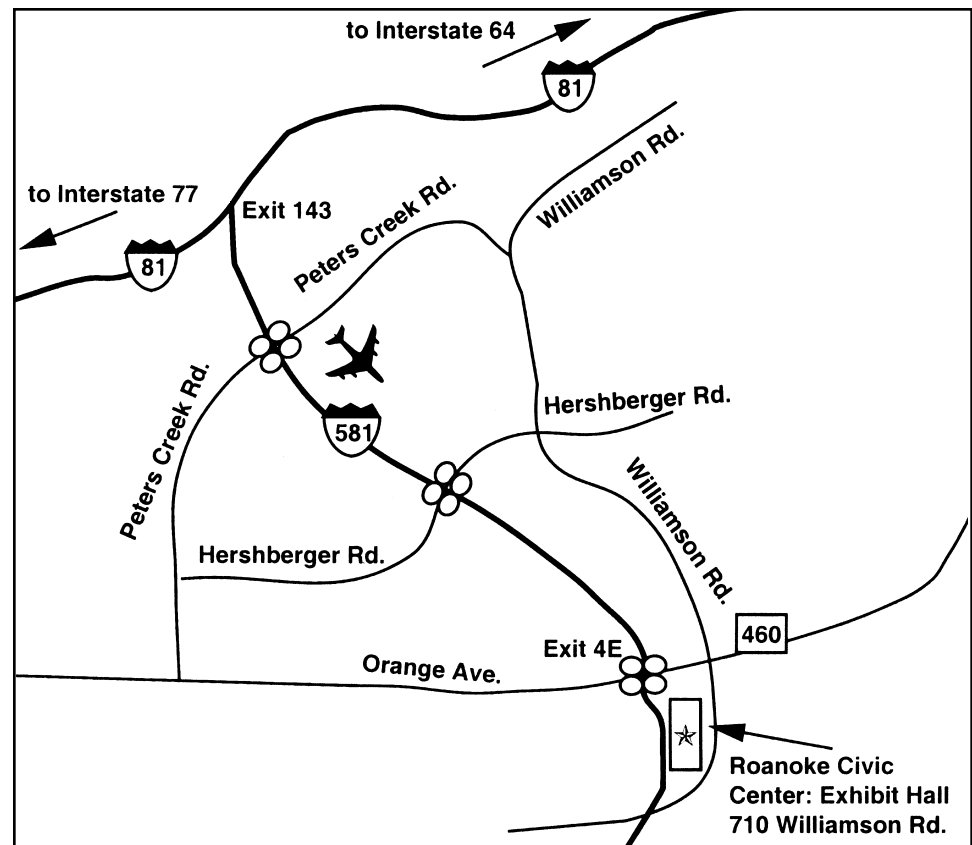 to Interstate 64
81
Williamson Rd.
to Interstate 77
Peters Creek Rd.
Exit 143
81
Peters Creek Rd.
Hershberger Rd.
581
Williamson Rd.
Hershberger Rd.
460
Exit 4E
Orange Ave.
Roanoke Civic
Center: Exhibit Hall
710 Williamson Rd.